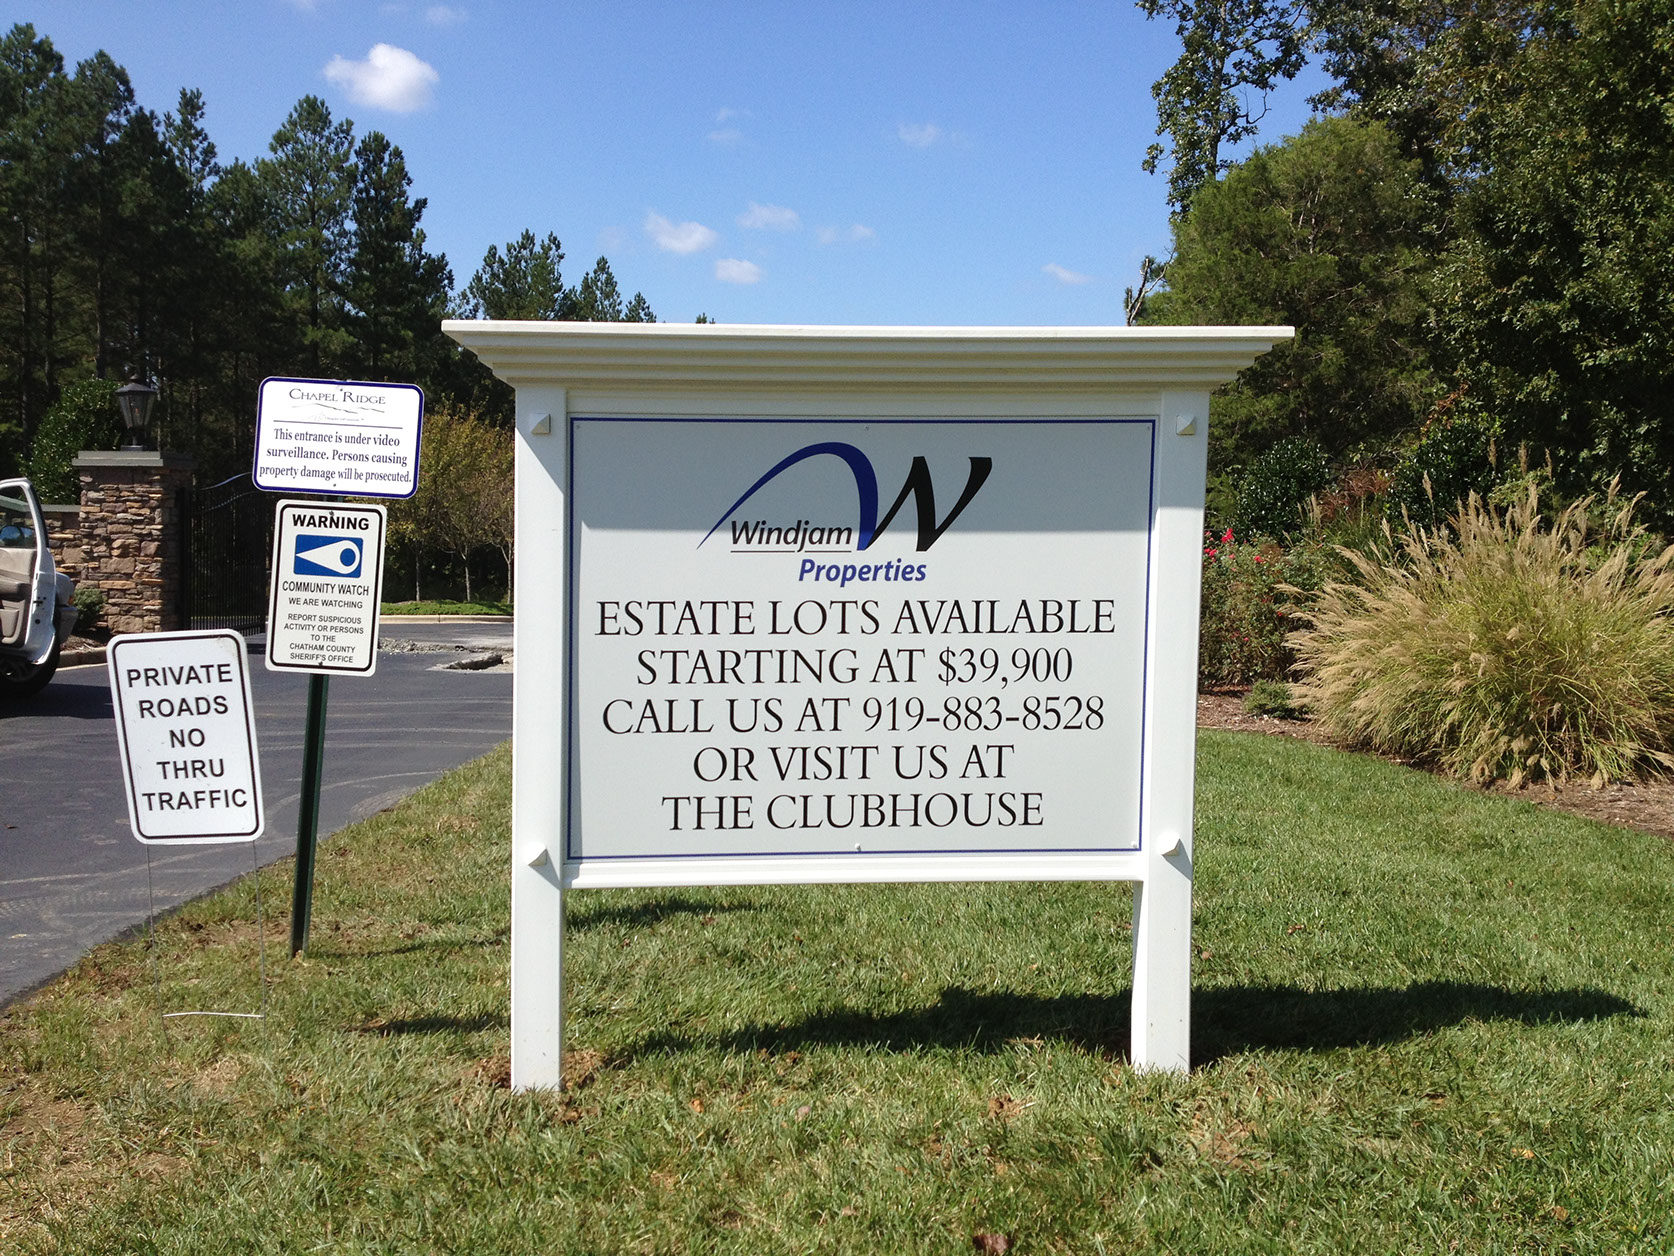 CHAPEL RIDGE
This entrance is under video
surveillance. Persons causing
property damage will be prosecuted.
WARNING
COMMUNITY WATCH
WE ARE WATCHING
REPORT SUSPICIOUS
ACTIVITY OR PERSONS
TO THE
CHATHAM COUNTY
SHERIFF'S OFFICE
PRIVATE
ROADS
NO
THRU
TRAFFIC
W
Windjam
Properties
ESTATE LOTS AVAILABLE
STARTING AT $39,900
CALL US AT 919-883-8528
OR VISIT US AT
THE CLUBHOUSE